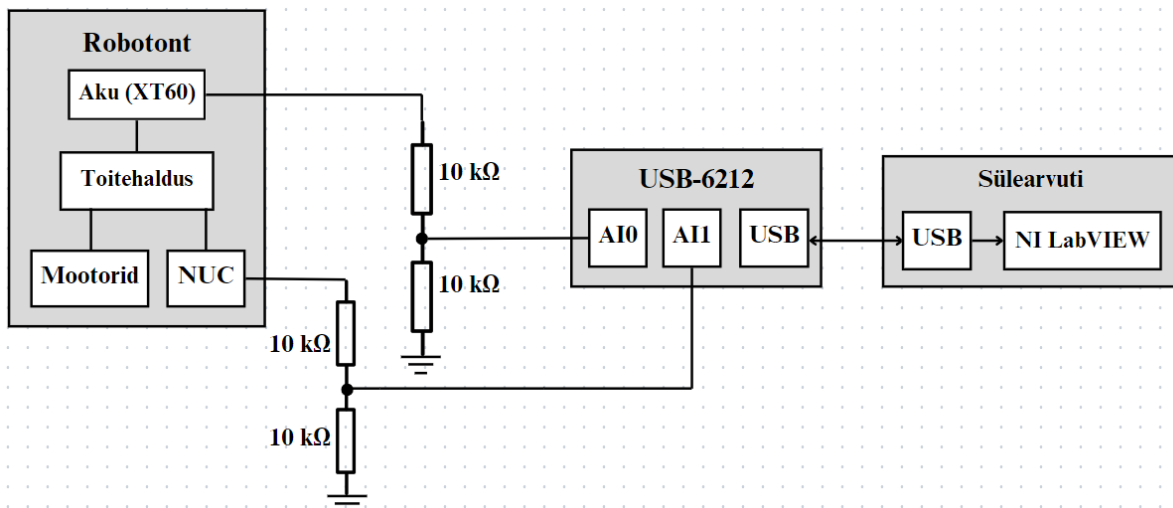 Robotont
Aku (XT60)
Toitehaldus
Mootorid
NUC
10 kΩ
10 kΩ
10 kΩ
10 kΩ
USB-6212
AI0
AI1
USB
Sülearvuti
USB
NI LabVIEW